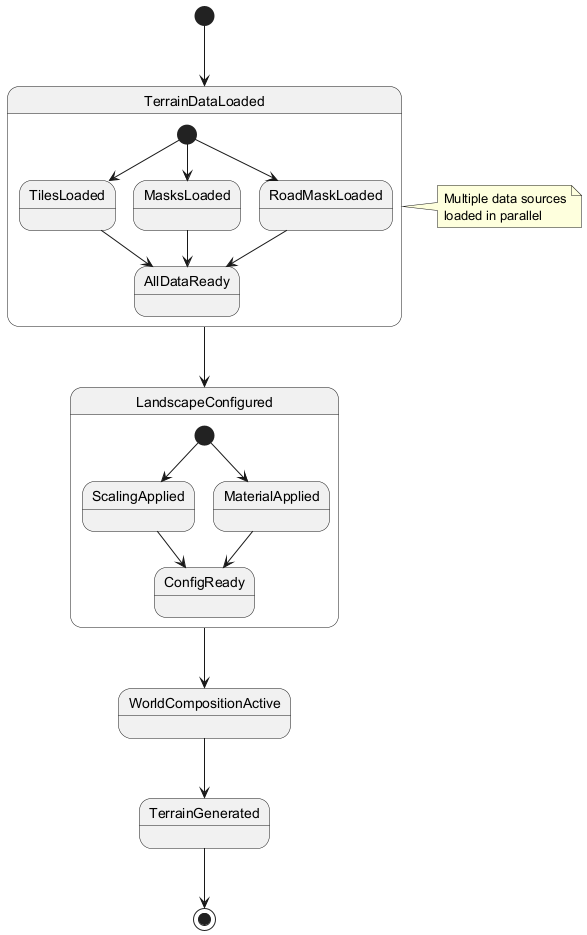 TerrainDataLoaded
TilesLoaded
MasksLoaded
RoadMaskLoaded
Multiple data sources
loaded in parallel
AllDataReady
LandscapeConfigured
ScalingApplied
MaterialApplied
ConfigReady
WorldCompositionActive
TerrainGenerated